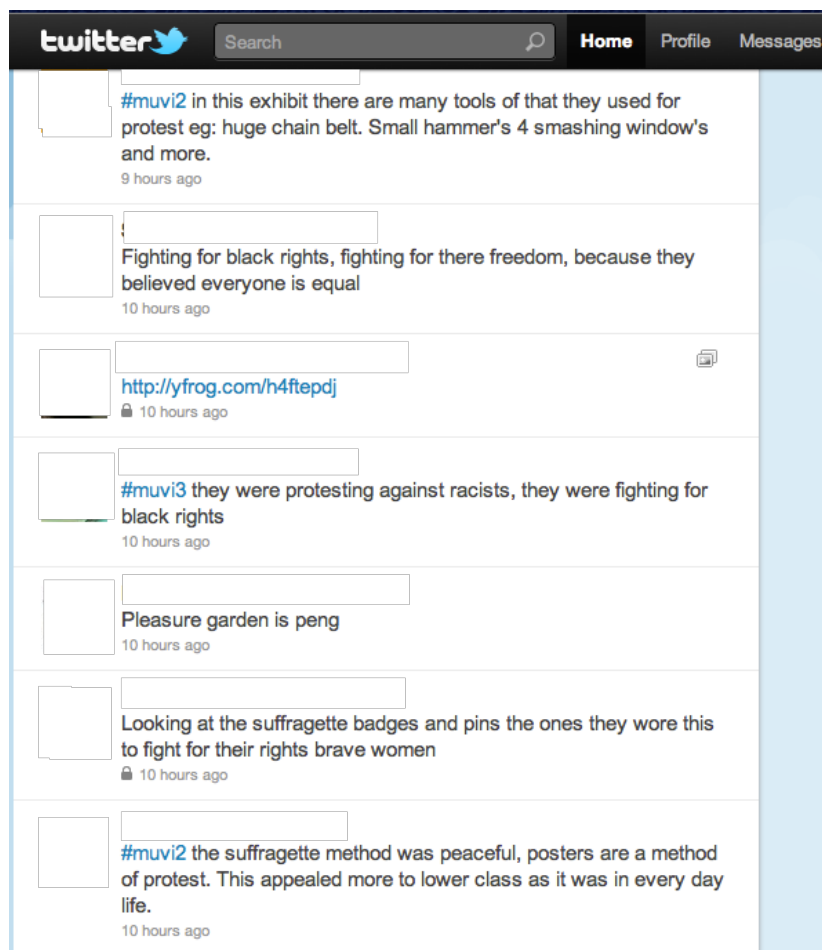 twitter Search Home Profile Messages
#muvi2 in this exhibit there are many tools of that they used for
protest eg: huge chain belt. Small hammer's 4 smashing window's
and more.
9 hours ago
Fighting for black rights, fighting for there freedom, because they
believed everyone is equal
10 hours ago
http://yfrog.com/h4ftepdj
10 hours ago
#muvi3 they were protesting against racists, they were fighting for
black rights
10 hours ago
Pleasure garden is peng
10 hours ago
Looking at the suffragette badges and pins the ones they wore this
to fight for their rights brave women
10 hours ago
#muvi2 the suffragette method was peaceful, posters are a method
of protest. This appealed more to lower class as it was in every day
life.
10 hours ago